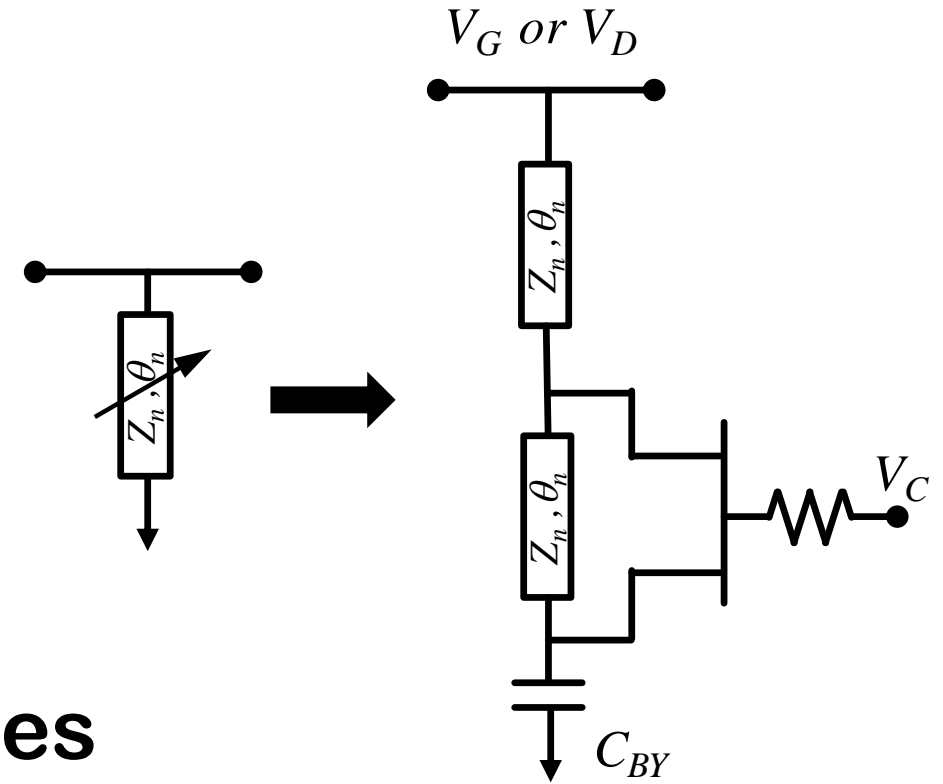 V_G or V_D
Z_n, θ_n
Z_n, θ_n
Z_n, θ_n
V_C
es
C_BY